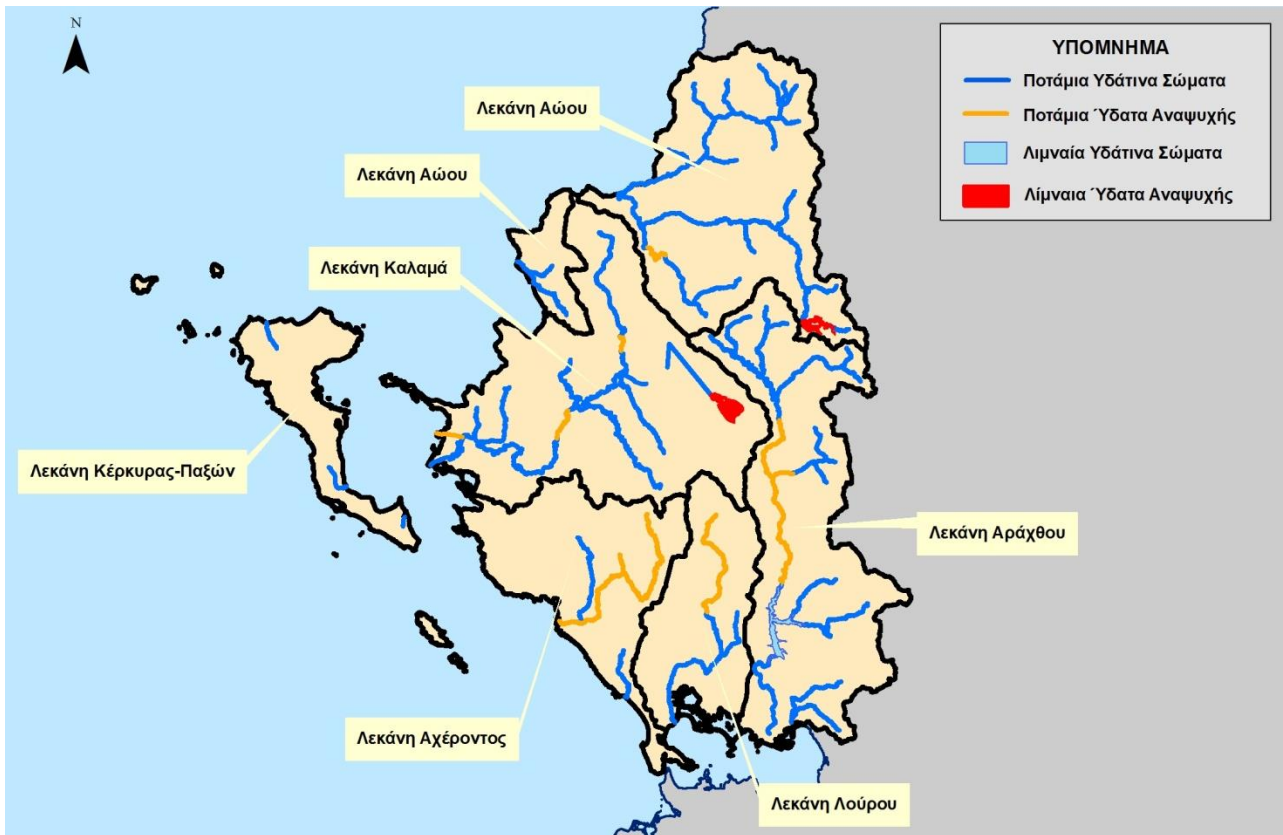 N
ΥΠΟΜΝΗΜΑ
Ποτάμια Υδάτινα Σώματα
Ποτάμια Ύδατα Αναψυχής
Λιμναία Υδάτινα Σώματα
Λίμναια Ύδατα Αναψυχής
Λεκάνη Αώου
Λεκάνη Αώου
Λεκάνη Καλαμά
Λεκάνη Κέρκυρας-Παξών
Λεκάνη Αράχθου
Λεκάνη Αχέροντος
Λεκάνη Λούρου